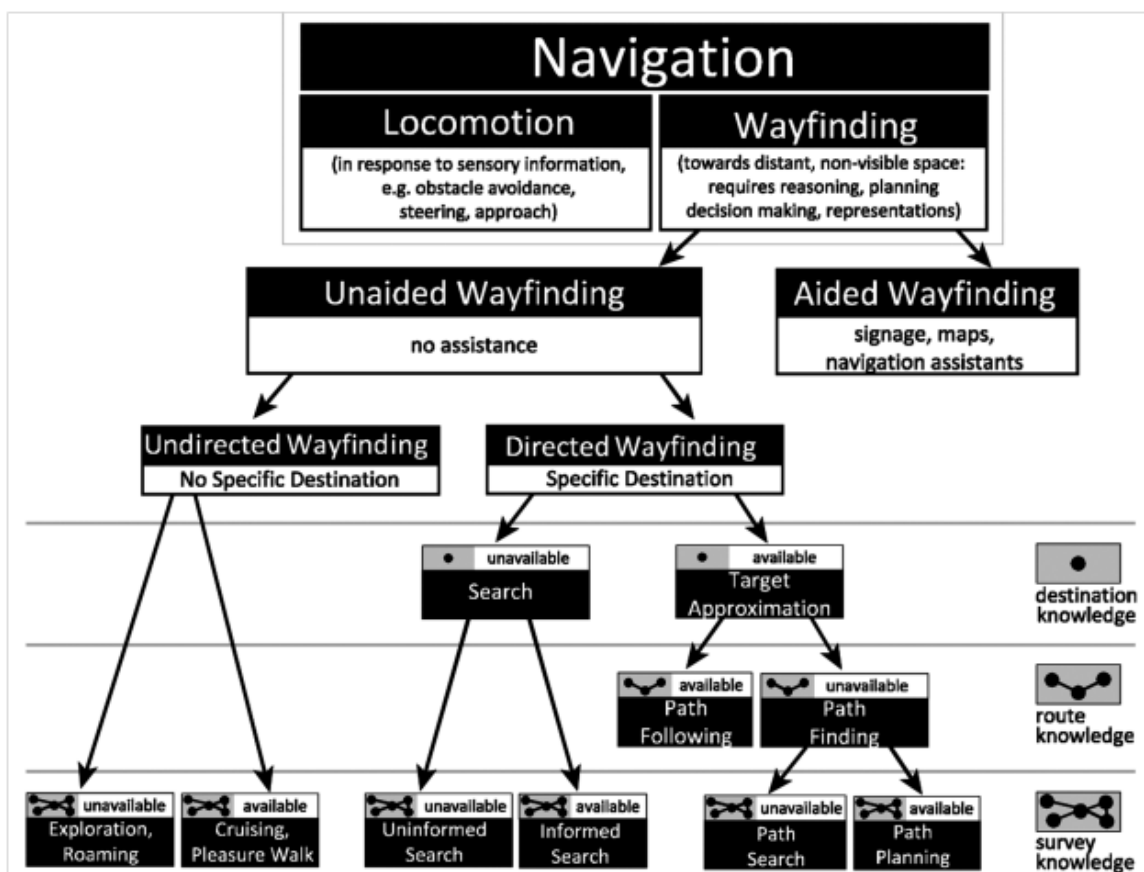 Navigation
Locomotion
(in response to sensory information,
e.g. obstacle avoidance,
steering, approach)
Wayfinding
(towards distant, non-visible space:
requires reasoning, planning
decision making, representations)
Unaided Wayfinding
no assistance
Aided Wayfinding
signage, maps,
navigation assistants
Undirected Wayfinding
No Specific Destination
Directed Wayfinding
Specific Destination
unavailable
Search
available
Target
Approximation
destination
knowledge
available
Path
Following
unavailable
Path
Finding
route
knowledge
unavailable
Exploration,
Roaming
available
Cruising,
Pleasure Walk
unavailable
Uninformed
Search
available
Informed
Search
unavailable
Path
Search
available
Path
Planning
survey
knowledge